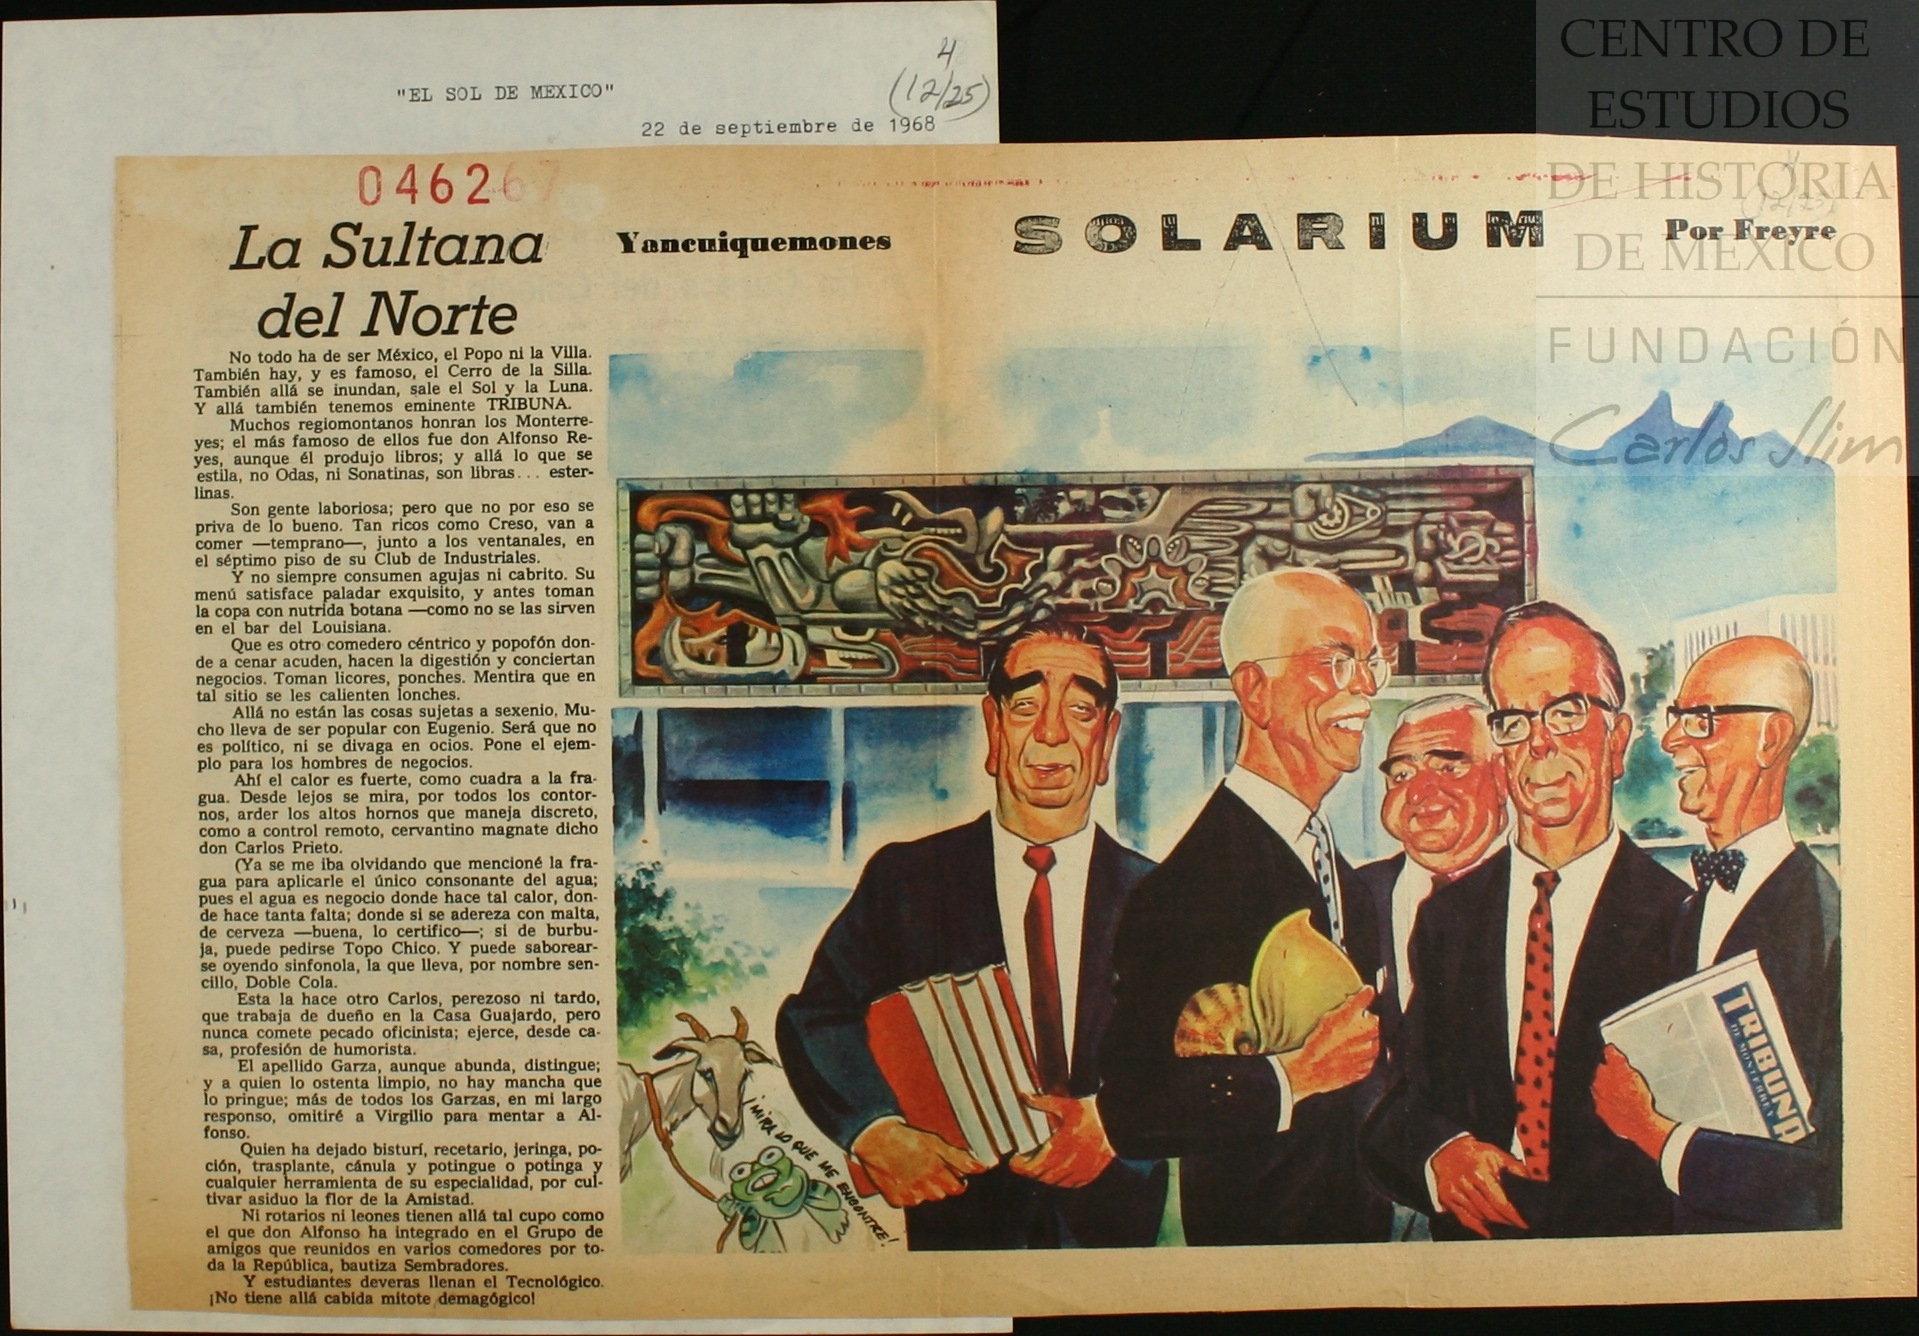 4
(12/25)
"EL SOL DE MEXICO"
22 de septiembre de 1968
CENTRO DE
ESTUDIOS
DE HISTORIA
DE MÉXICO
FUNDACIÓN
Carlos Slim
046267
La Sultana
del Norte
Yancuiquemones
SOLARIUM
Por Freyre
No todo ha de ser México, el Popo ni la Villa.
También hay, y es famoso, el Cerro de la Silla.
También allá se inundan, sale el Sol y la Luna.
Y allá también tenemos eminente TRIBUNA.
Muchos regiomontanos honran los Monterre-
yes; el más famoso de ellos fue don Alfonso Re-
yes, aunque él produjo libros; y allá lo que se
estila, no Odas, ni Sonatinas, son libras... ester-
linas.
Son gente laboriosa; pero que no por eso se
priva de lo bueno. Tan ricos como Creso, van a
comer —temprano—, junto a los ventanales, en
el séptimo piso de su Club de Industriales.
Y no siempre consumen agujas ni cabrito. Su
menú satisface paladar exquisito, y antes toman
la copa con nutrida botana —como no se las sirven
en el bar del Louisiana.
Que es otro comedero céntrico y popofón don-
de a cenar acuden, hacen la digestión y conciertan
negocios. Toman licores, ponches. Mentira que en
tal sitio se les calienten lonches.
Allá no están las cosas sujetas a sexenio. Mu-
cho lleva de ser popular con Eugenio. Será que no
es político, ni se divaga en ocios. Pone el ejem-
plo para los hombres de negocios.
Ahí el calor es fuerte, como cuadra a la fra-
gua. Desde lejos se mira, por todos los contor-
nos, arder los altos hornos que maneja discreto,
como a control remoto, cervantino magnate dicho
don Carlos Prieto.
(Ya se me iba olvidando que mencioné la fra-
gua para aplicarle el único consonante del agua;
pues el agua es negocio donde hace tal calor, don-
de hace tanta falta; donde si se adereza con malta,
de cerveza —buena, lo certifico—; si de burbu-
ja, puede pedirse Topo Chico. Y puede saborear-
se oyendo sinfonola, la que lleva, por nombre sen-
cillo, Doble Cola.
Esta la hace otro Carlos, perezoso ni tardo,
que trabaja de dueño en la Casa Guajardo, pero
nunca comete pecado oficinista; ejerce, desde ca-
sa, profesión de humorista.
El apellido Garza, aunque abunda, distingue;
y a quien lo ostenta limpio, no hay mancha que
lo pringue; más de todos los Garzas, en mi largo
responso, omitiré a Virgilio para mentar a Al-
fonso.
Quien ha dejado bisturí, recetario, jeringa, po-
ción, trasplante, cánula y potingue o potinga y
cualquier herramienta de su especialidad, por cul-
tivar asiduo la flor de la Amistad.
Ni rotarios ni leones tienen allá tal cupo como
el que don Alfonso ha integrado en el Grupo de
amigos que reunidos en varios comedores por to-
da la República, bautiza Sembradores.
Y estudiantes deveras llenan el Tecnológico.
¡No tiene allá cabida mitote demagógico!
¡MIRA LO QUE ME ENCONTRE!
TRIBUNA
DE MONTERREY